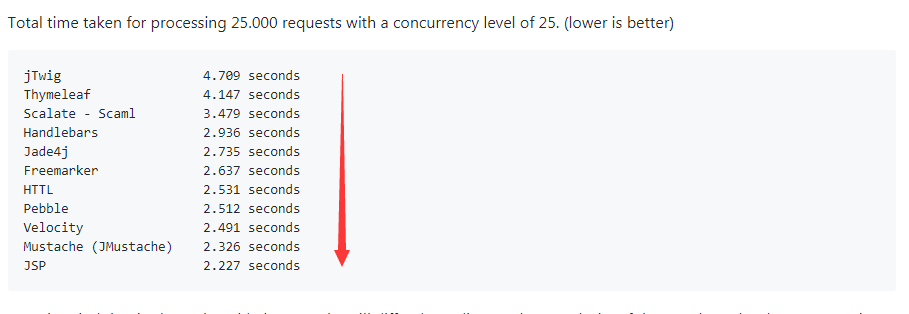 Total time taken for processing 25.000 requests with a concurrency level of 25. (lower is better)
jTwig 4.709 seconds
Thymeleaf 4.147 seconds
Scalate - Scaml 3.479 seconds
Handlebars 2.936 seconds
Jade4j 2.735 seconds
Freemarker 2.637 seconds
HTTL 2.531 seconds
Pebble 2.512 seconds
Velocity 2.491 seconds
Mustache (JMustache) 2.326 seconds
JSP 2.227 seconds